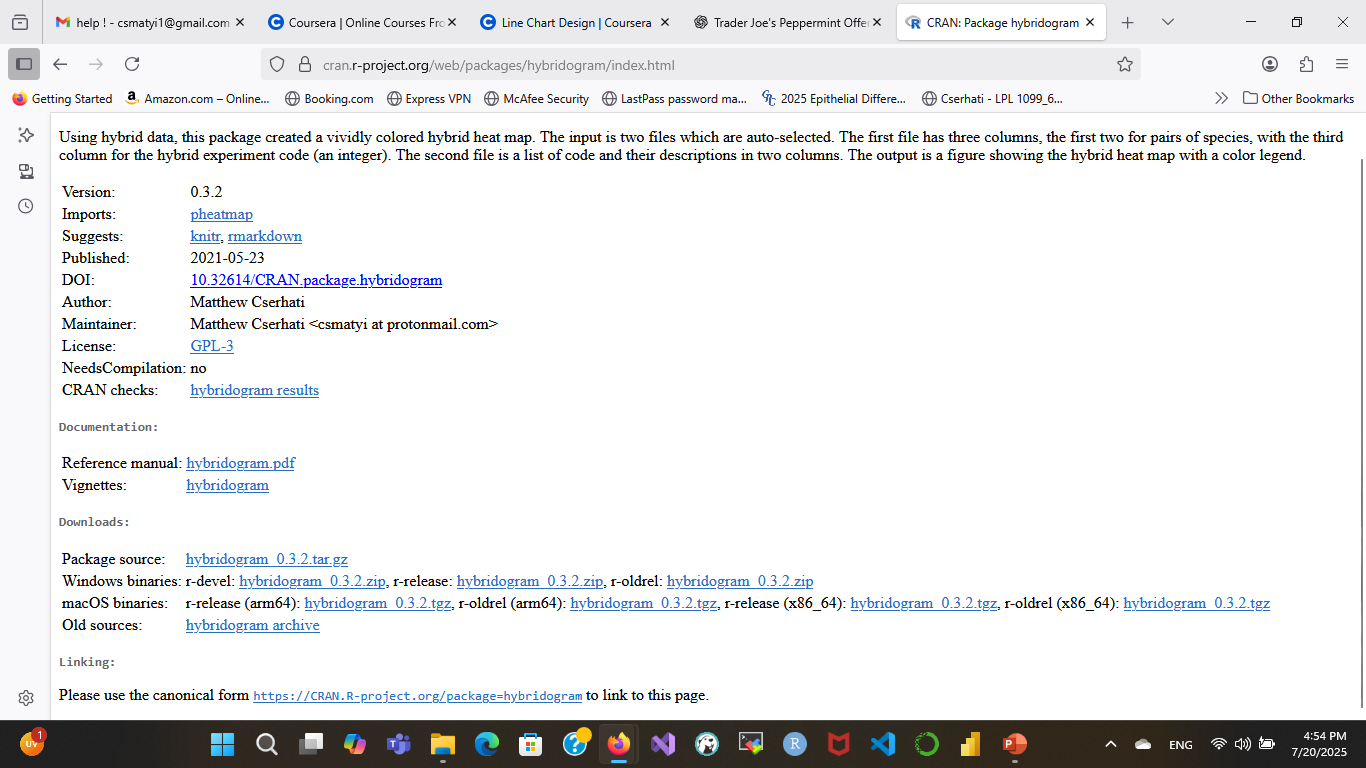 help ! - csmatyi1@gmail.com
Coursera | Online Courses Fro
Line Chart Design | Coursera
Trader Joe's Peppermint Offe
CRAN: Package hybridogram
cran.r-project.org/web/packages/hybridogram/index.html
Getting Started
Amazon.com – Online...
Booking.com
Express VPN
McAfee Security
LastPass password ma...
2025 Epithelial Differe...
Cserhati - LPL 1099_6...
Other Bookmarks
Using hybrid data, this package created a vividly colored hybrid heat map. The input is two files which are auto-selected. The first file has three columns, the first two for pairs of species, with the third
column for the hybrid experiment code (an integer). The second file is a list of code and their descriptions in two columns. The output is a figure showing the hybrid heat map with a color legend.
Version: 0.3.2
Imports: pheatmap
Suggests: knitr, rmarkdown
Published: 2021-05-23
DOI: 10.32614/CRAN.package.hybridogram
Author: Matthew Cserhati
Maintainer: Matthew Cserhati <csmatyi at protonmail.com>
License: GPL-3
NeedsCompilation: no
CRAN checks: hybridogram results
Documentation:
Reference manual: hybridogram.pdf
Vignettes: hybridogram
Downloads:
Package source: hybridogram_0.3.2.tar.gz
Windows binaries: r-devel: hybridogram_0.3.2.zip, r-release: hybridogram_0.3.2.zip, r-oldrel: hybridogram_0.3.2.zip
macOS binaries: r-release (arm64): hybridogram_0.3.2.tgz, r-oldrel (arm64): hybridogram_0.3.2.tgz, r-release (x86_64): hybridogram_0.3.2.tgz, r-oldrel (x86_64): hybridogram_0.3.2.tgz
Old sources: hybridogram archive
Linking:
Please use the canonical form https://CRAN.R-project.org/package=hybridogram to link to this page.
UV
1
ENG
4:54 PM
7/20/2025